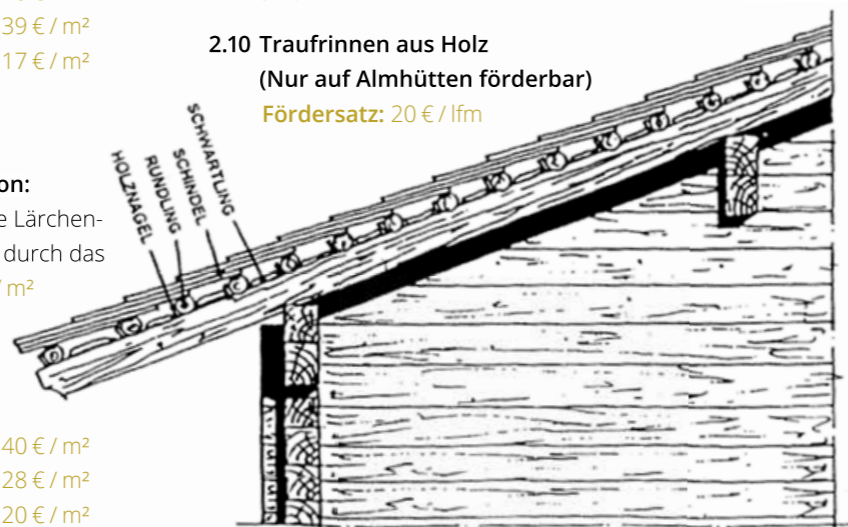 39 € / m²
17 € / m²
on:
e Lärchen-
durch das
/ m²
40 € / m²
28 € / m²
20 € / m²
2.10 Traufrinnen aus Holz
(Nur auf Almhütten förderbar)
Fördersatz: 20 € / lfm
HOLZNAGEL
RUNDLING
SCHINDEL
SCHWARTLING